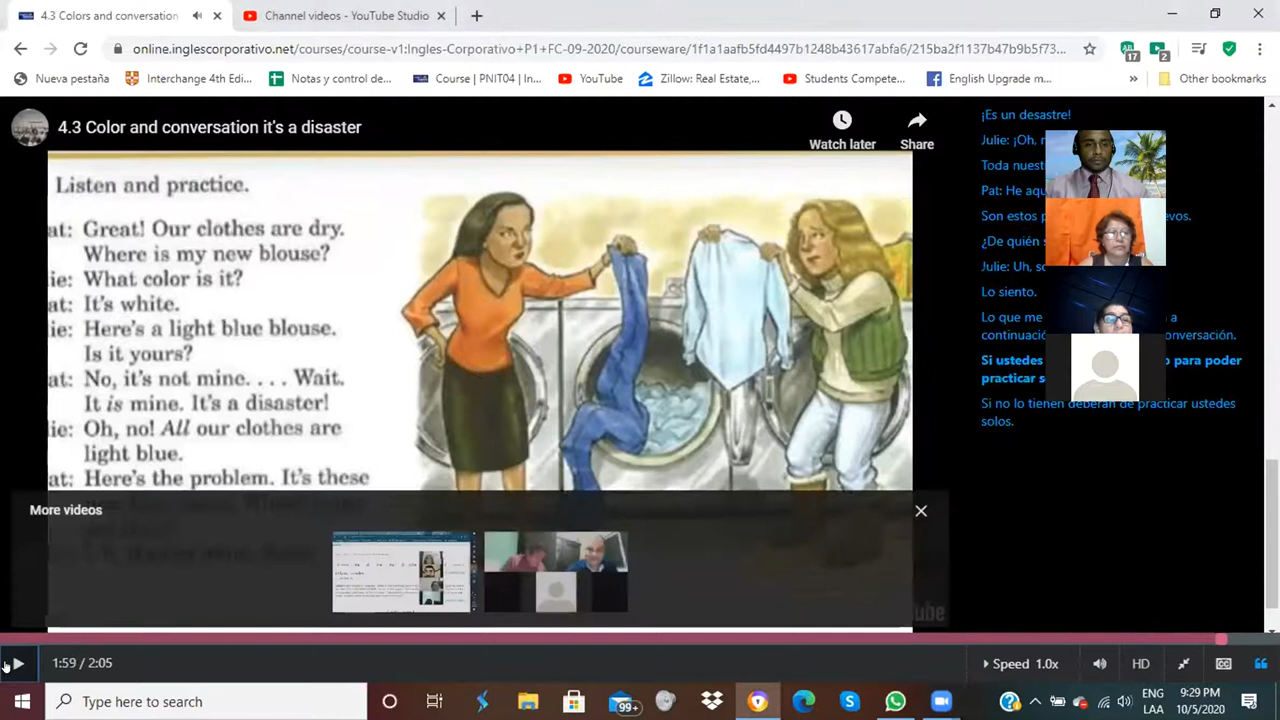 4.3 Colors and conversation
Channel videos - YouTube Studio
online.inglescorporativo.net/courses/course-v1:Ingles-Corporativo+P1+FC-09-2020/courseware/1f1a1aafb5fd4497b1248b43617abfa6/215ba2f1137b47b9b5f73...
17
2
Nueva pestaña
Interchange 4th Edi...
Notas y control de...
Course | PNIT04 | In...
YouTube
Zillow: Real Estate,...
Students Compete...
English Upgrade m...
Other bookmarks
4.3 Color and conversation it's a disaster
Watch later
Share
Listen and practice.
at: Great! Our clothes are dry.
Where is my new blouse?
ie: What color is it?
at: It's white.
ie: Here's a light blue blouse.
Is it yours?
at: No, it's not mine. . . . Wait.
It is mine. It's a disaster!
ie: Oh, no! All our clothes are
light blue.
at: Here's the problem. It's these
More videos
¡Es un desastre!
Julie: ¡Oh,
Toda
Pat: He
Son estos
¿De quién
Julie: Uh,
Lo siento.
Lo que me a
continuación
Si ustedes para poder
practicar
Si no lo tienen deberán de practicar ustedes
solos.
1:59 / 2:05
Speed 1.0x
HD
Type here to search
99+
ENG
LAA
9:29 PM
10/5/2020